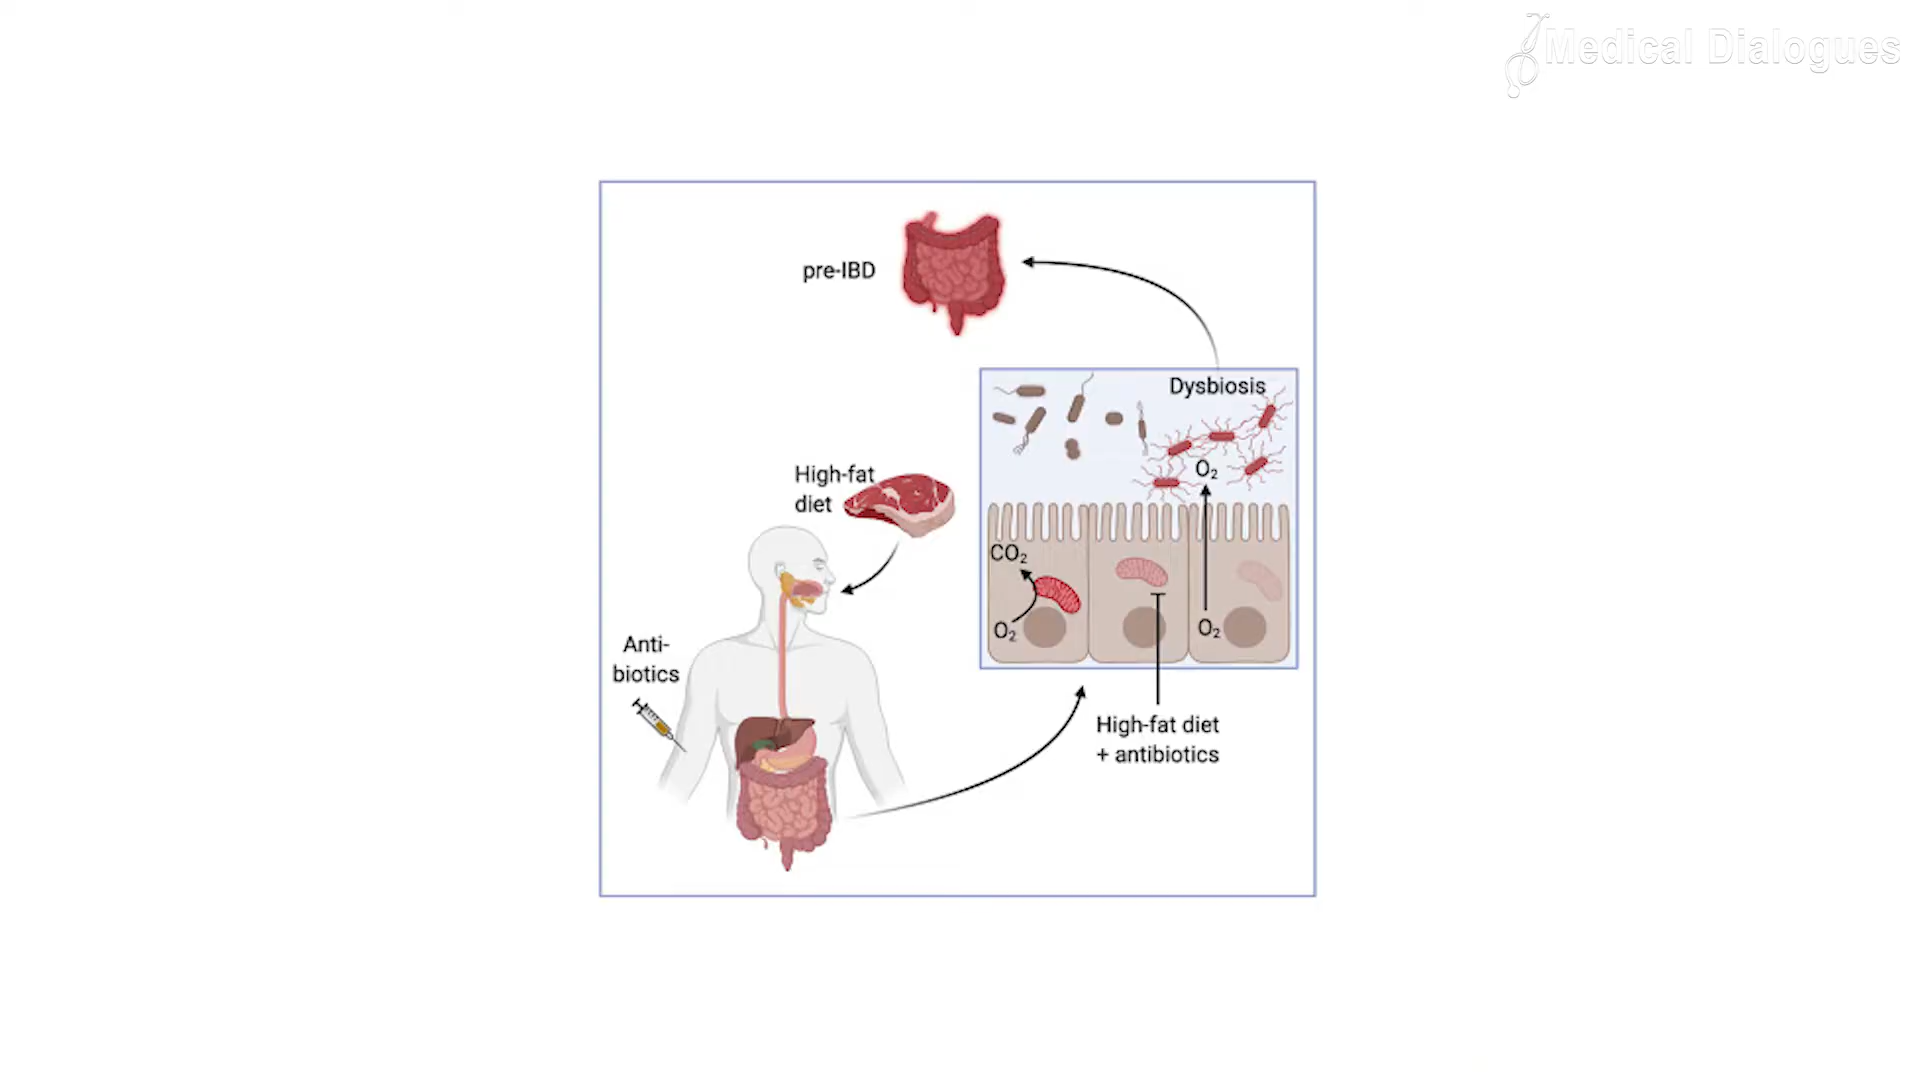 Medical Dialogues
pre-IBD
Dysbiosis
O₂
High-fat
diet
CO₂
O₂
O₂
Anti-
biotics
High-fat diet
+ antibiotics